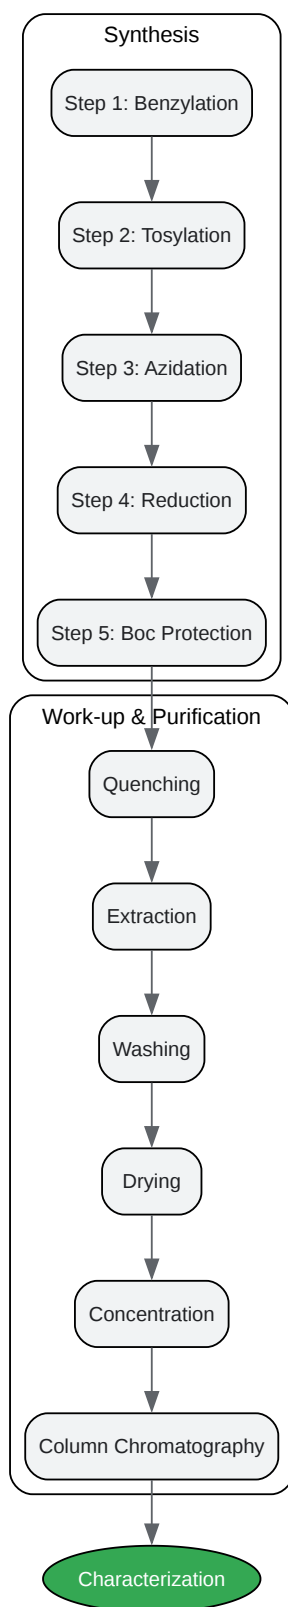 Synthesis
Step 1: Benzylation
Step 2: Tosylation
Step 3: Azidation
Step 4: Reduction
Step 5: Boc Protection
Work-up & Purification
Quenching
Extraction
Washing
Drying
Concentration
Column Chromatography
Characterization